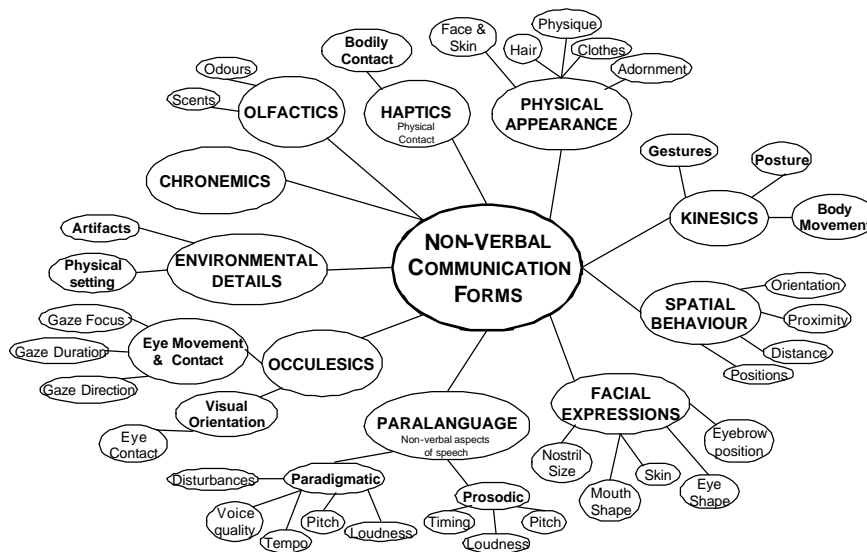 Physique
Face &
Skin
Hair
Clothes
Adornment
Bodily
Contact
Odours
Scents
OLFACTICS
HAPTICS
Physical
Contact
PHYSICAL
APPEARANCE
Gestures
Posture
CHRONEMICS
KINESICS
Body
Movement
Artifacts
Physical
setting
ENVIRONMENTAL
DETAILS
NON-VERBAL
COMMUNICATION
FORMS
Orientation
SPATIAL
BEHAVIOUR
Proximity
Distance
Positions
Gaze Focus
Gaze Duration
Gaze Direction
Eye Movement
& Contact
OCCULESICS
Visual
Orientation
Eye
Contact
PARALANGUAGE
Non-verbal aspects
of speech
FACIAL
EXPRESSIONS
Eyebrow
position
Nostril
Size
Skin
Mouth
Shape
Eye
Shape
Disturbances
Paradigmatic
Voice
quality
Tempo
Pitch
Loudness
Prosodic
Timing
Pitch
Loudness